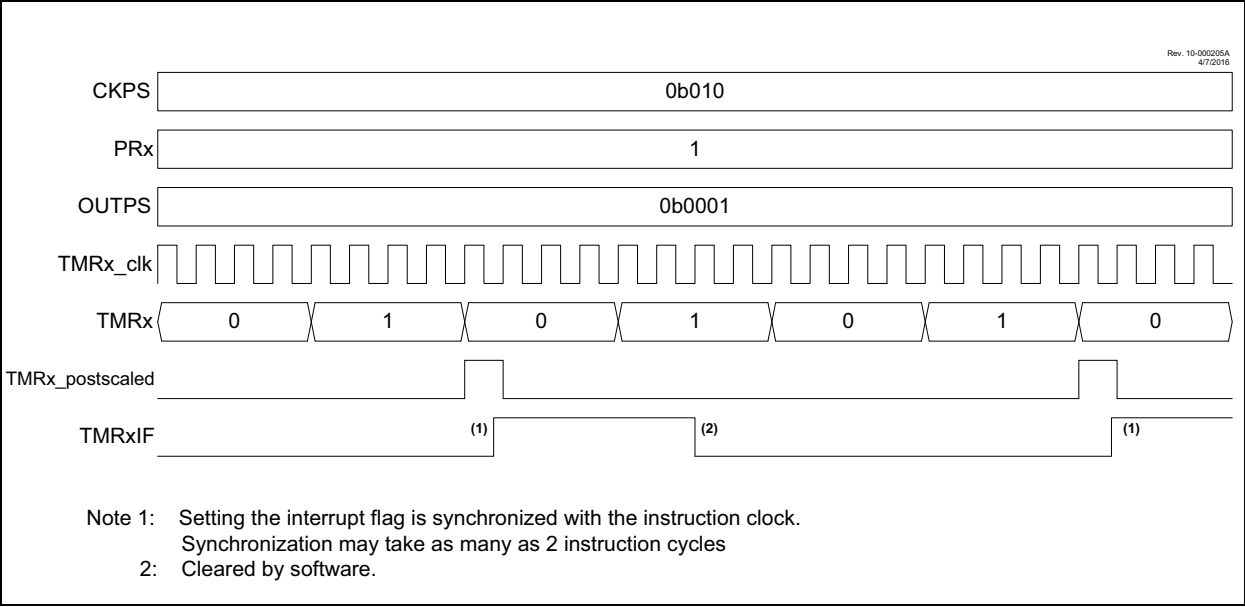 Rev. 10-000205A
4/7/2016
CKPS 0b010
PRx 1
OUTPS 0b0001
TMRx_clk
TMRx 0 1 0 1 0 1 0
TMRx_postscaled
TMRxIF (1) (2) (1)
Note 1: Setting the interrupt flag is synchronized with the instruction clock.
Synchronization may take as many as 2 instruction cycles
2: Cleared by software.